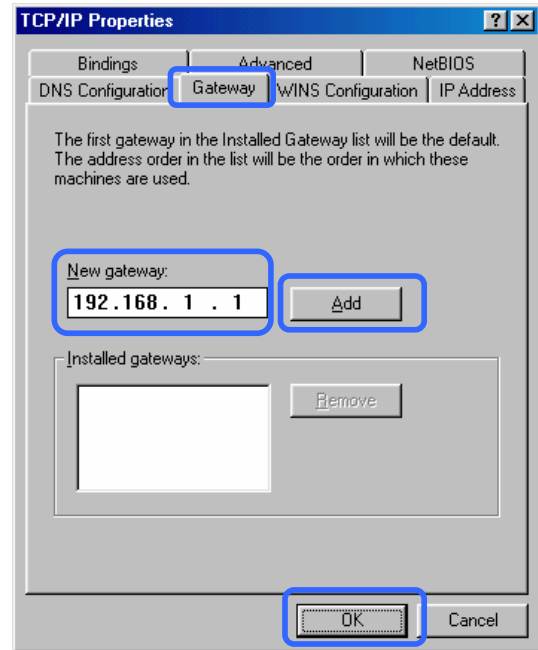 TCP/IP Properties
Bindings Advanced NetBIOS
DNS Configuration Gateway WINS Configuration IP Address
The first gateway in the Installed Gateway list will be the default.
The address order in the list will be the order in which these
machines are used.
New gateway:
192.168. 1 . 1 Add
Installed gateways:
Remove
OK Cancel